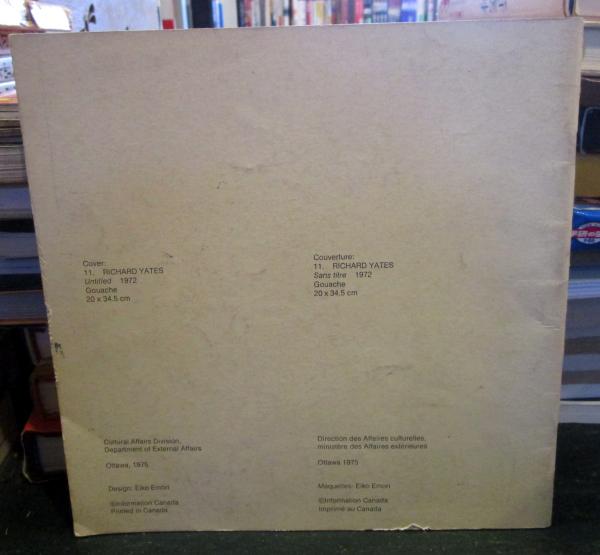 Cover:
11. RICHARD YATES
Untitled 1972
Gouache
20 x 34.5 cm
Couverture:
11. RICHARD YATES
Sans titre 1972
Gouache
20 x 34.5 cm
Cultural Affairs Division,
Department of External Affairs
Ottawa, 1975
Design: Eiko Emori
©Information Canada
Printed in Canada
Direction des Affaires culturelles,
ministère des Affaires extérieures
Ottawa 1975
Maquettes: Eiko Emori
©Information Canada
Imprimé au Canada